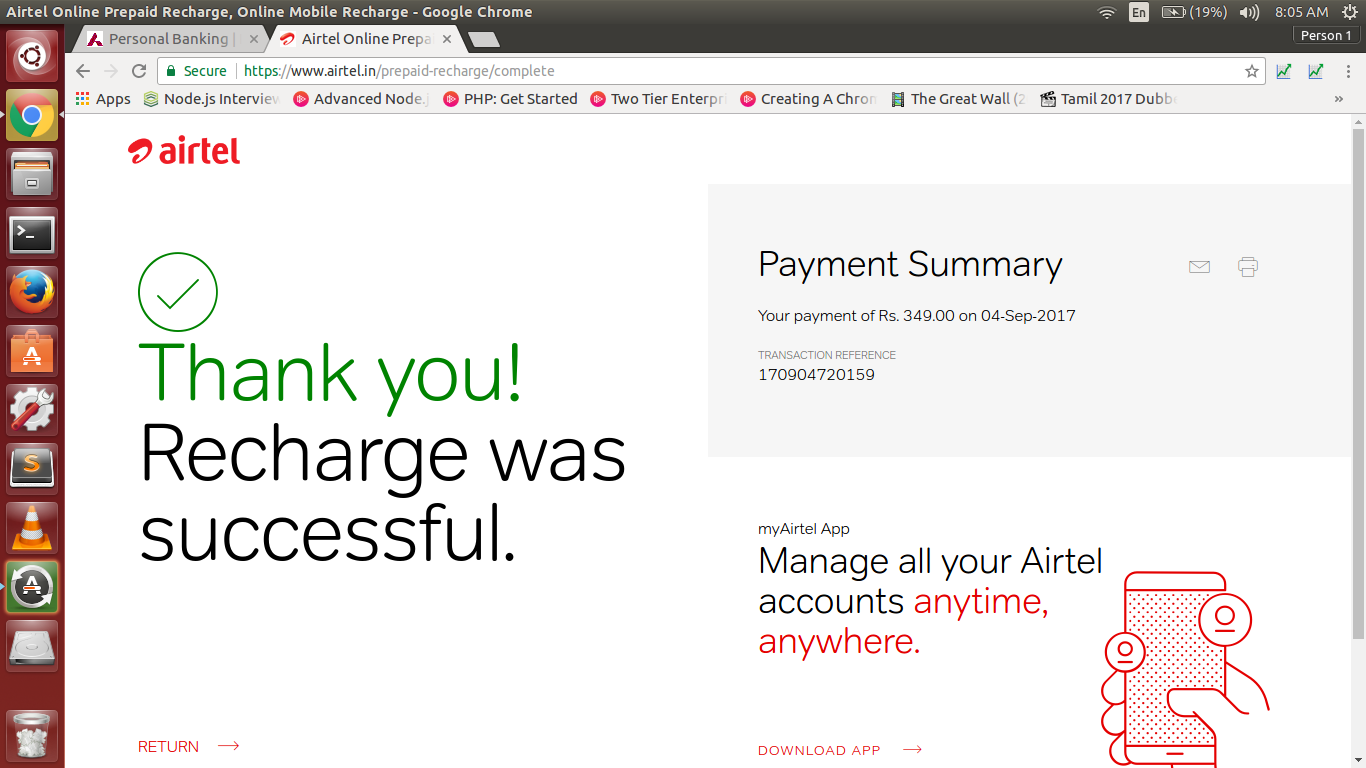 Airtel Online Prepaid Recharge, Online Mobile Recharge - Google Chrome
En
(19%)
8:05 AM
Person 1
Personal Banking |
Airtel Online Prepa
Secure
https://www.airtel.in/prepaid-recharge/complete
Apps
Node.js Interview
Advanced Node.j
PHP: Get Started
Two Tier Enterpri
Creating A Chron
The Great Wall (2
Tamil 2017 Dubbe
»
airtel
Thank you!
Recharge was
successful.
RETURN
Payment Summary
Your payment of Rs. 349.00 on 04-Sep-2017
TRANSACTION REFERENCE
170904720159
myAirtel App
Manage all your Airtel
accounts anytime,
anywhere.
DOWNLOAD APP